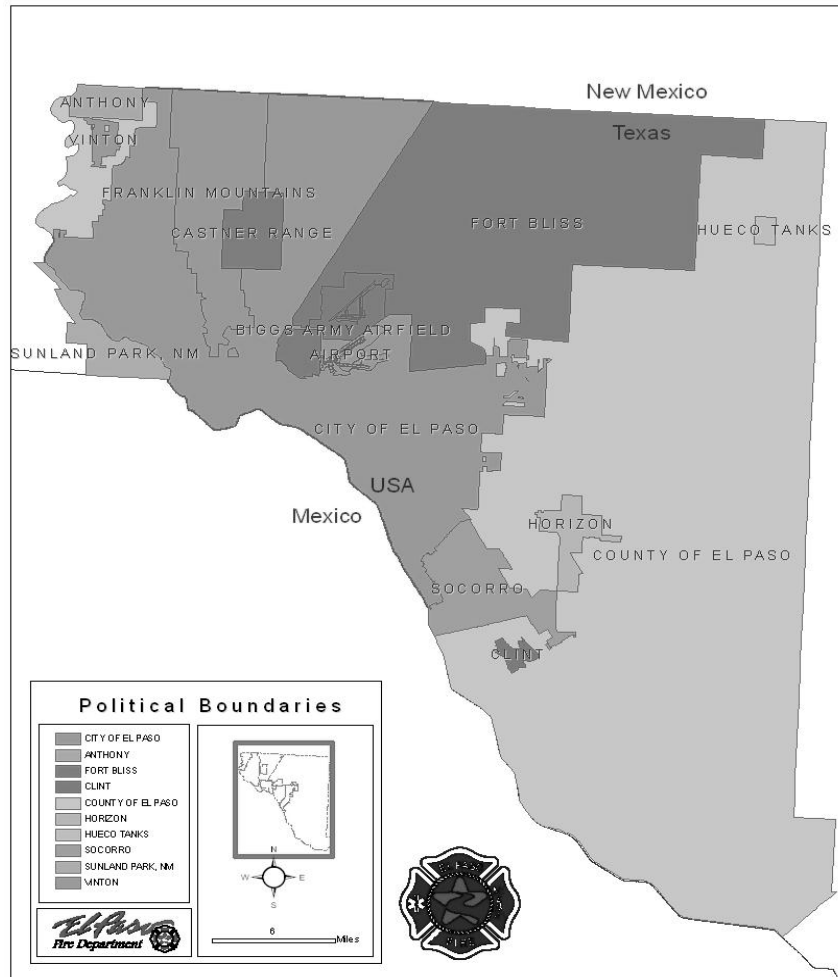 New Mexico
Texas
ANTHONY
VINTON
FRANKLIN MOUNTAINS
CASTNER RANGE
FORT BLISS
HUECO TANKS
BIGGS ARMY AIRFIELD
SUNLAND PARK, NM
AIRPORT
CITY OF EL PASO
USA
Mexico
HORIZON
COUNTY OF EL PASO
SOCORRO
CLINT
Political Boundaries
CITY OF EL PASO
ANTHONY
FORT BLISS
CLINT
COUNTY OF EL PASO
HORIZON
HUECO TANKS
SOCORRO
SUNLAND PARK, NM
VINTON
N
W E
S
6
Miles
El Paso
Fire Department
EL PASO
FIRE